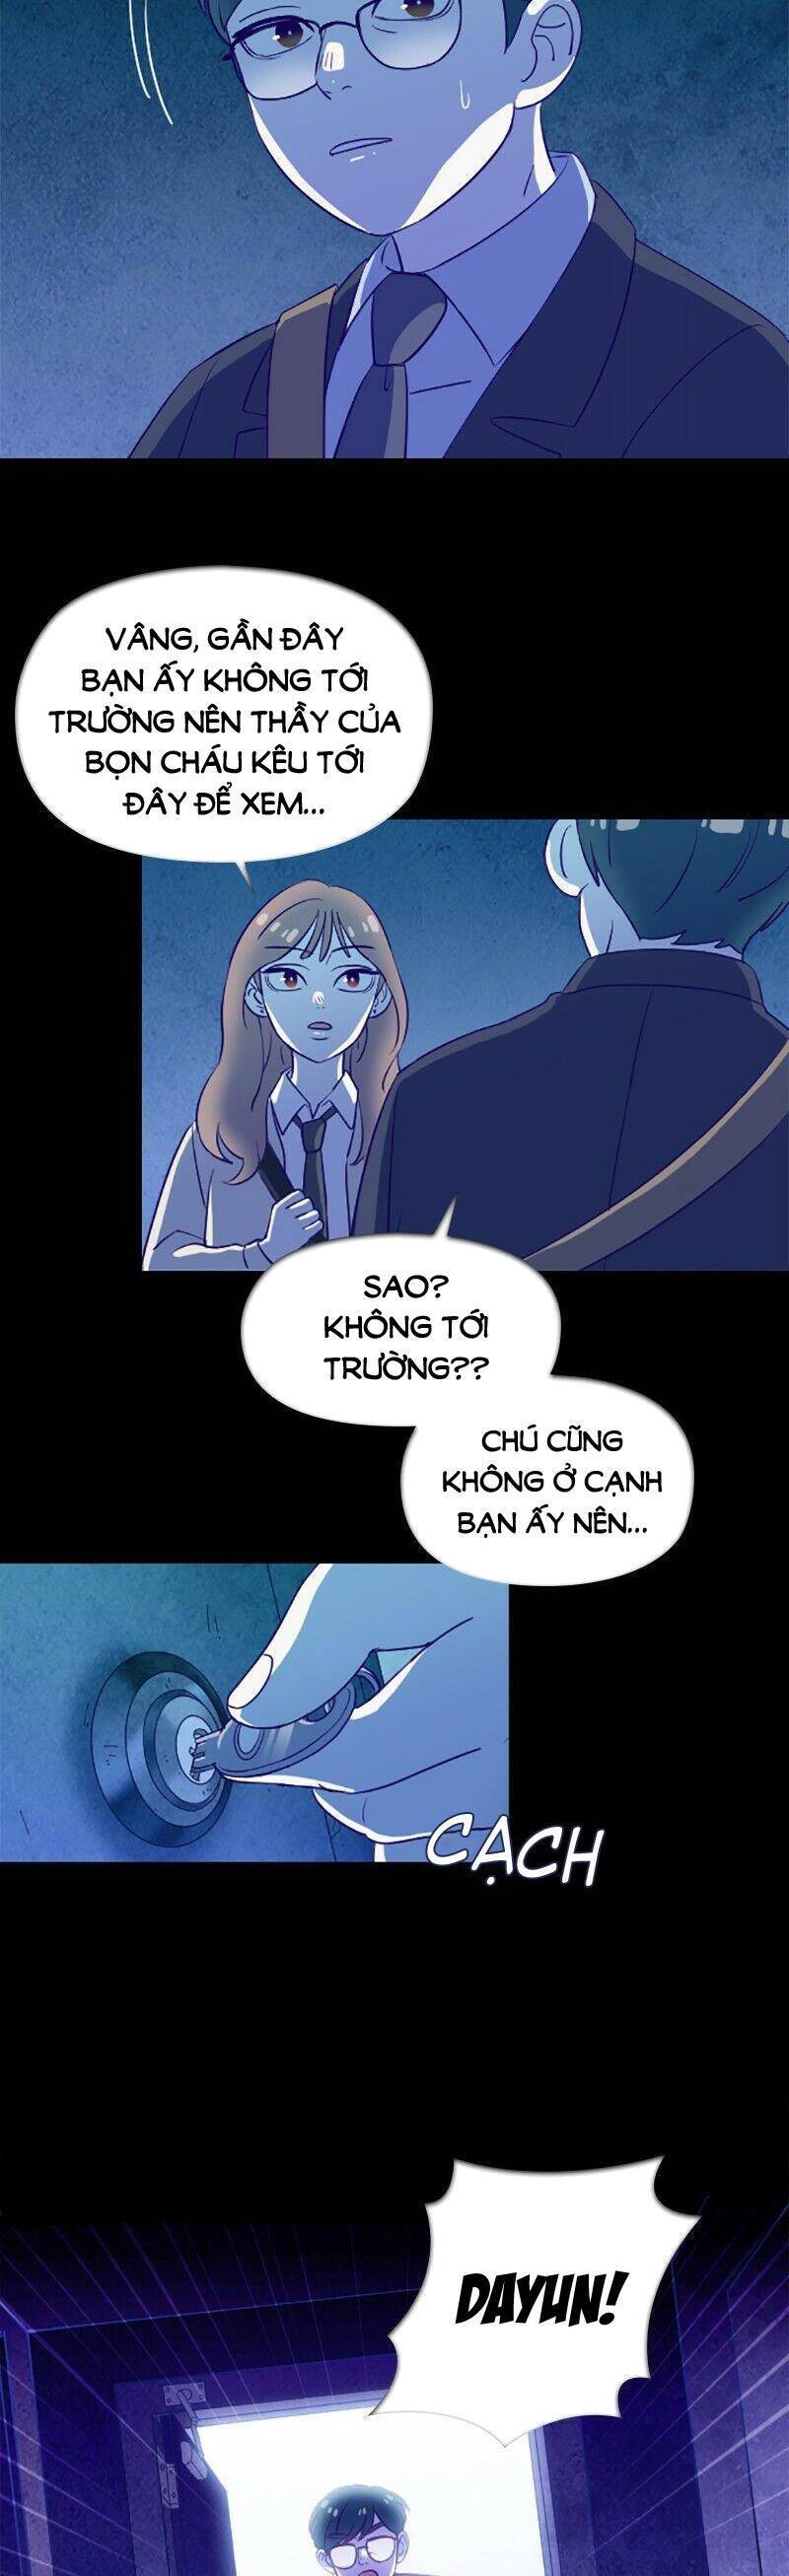 VÂNG, GẦN ĐÂY
BẠN ẤY KHÔNG TỚI
TRƯỜNG NÊN THẦY CỦA
BỌN CHÁU KÊU TỚI
ĐÂY ĐỂ XEM...
SAO?
KHÔNG TỚI
TRƯỜNG??
CHÚ CŨNG
KHÔNG Ở CẠNH
BẠN ẤY NÊN...
CẠCH
DAYUN!